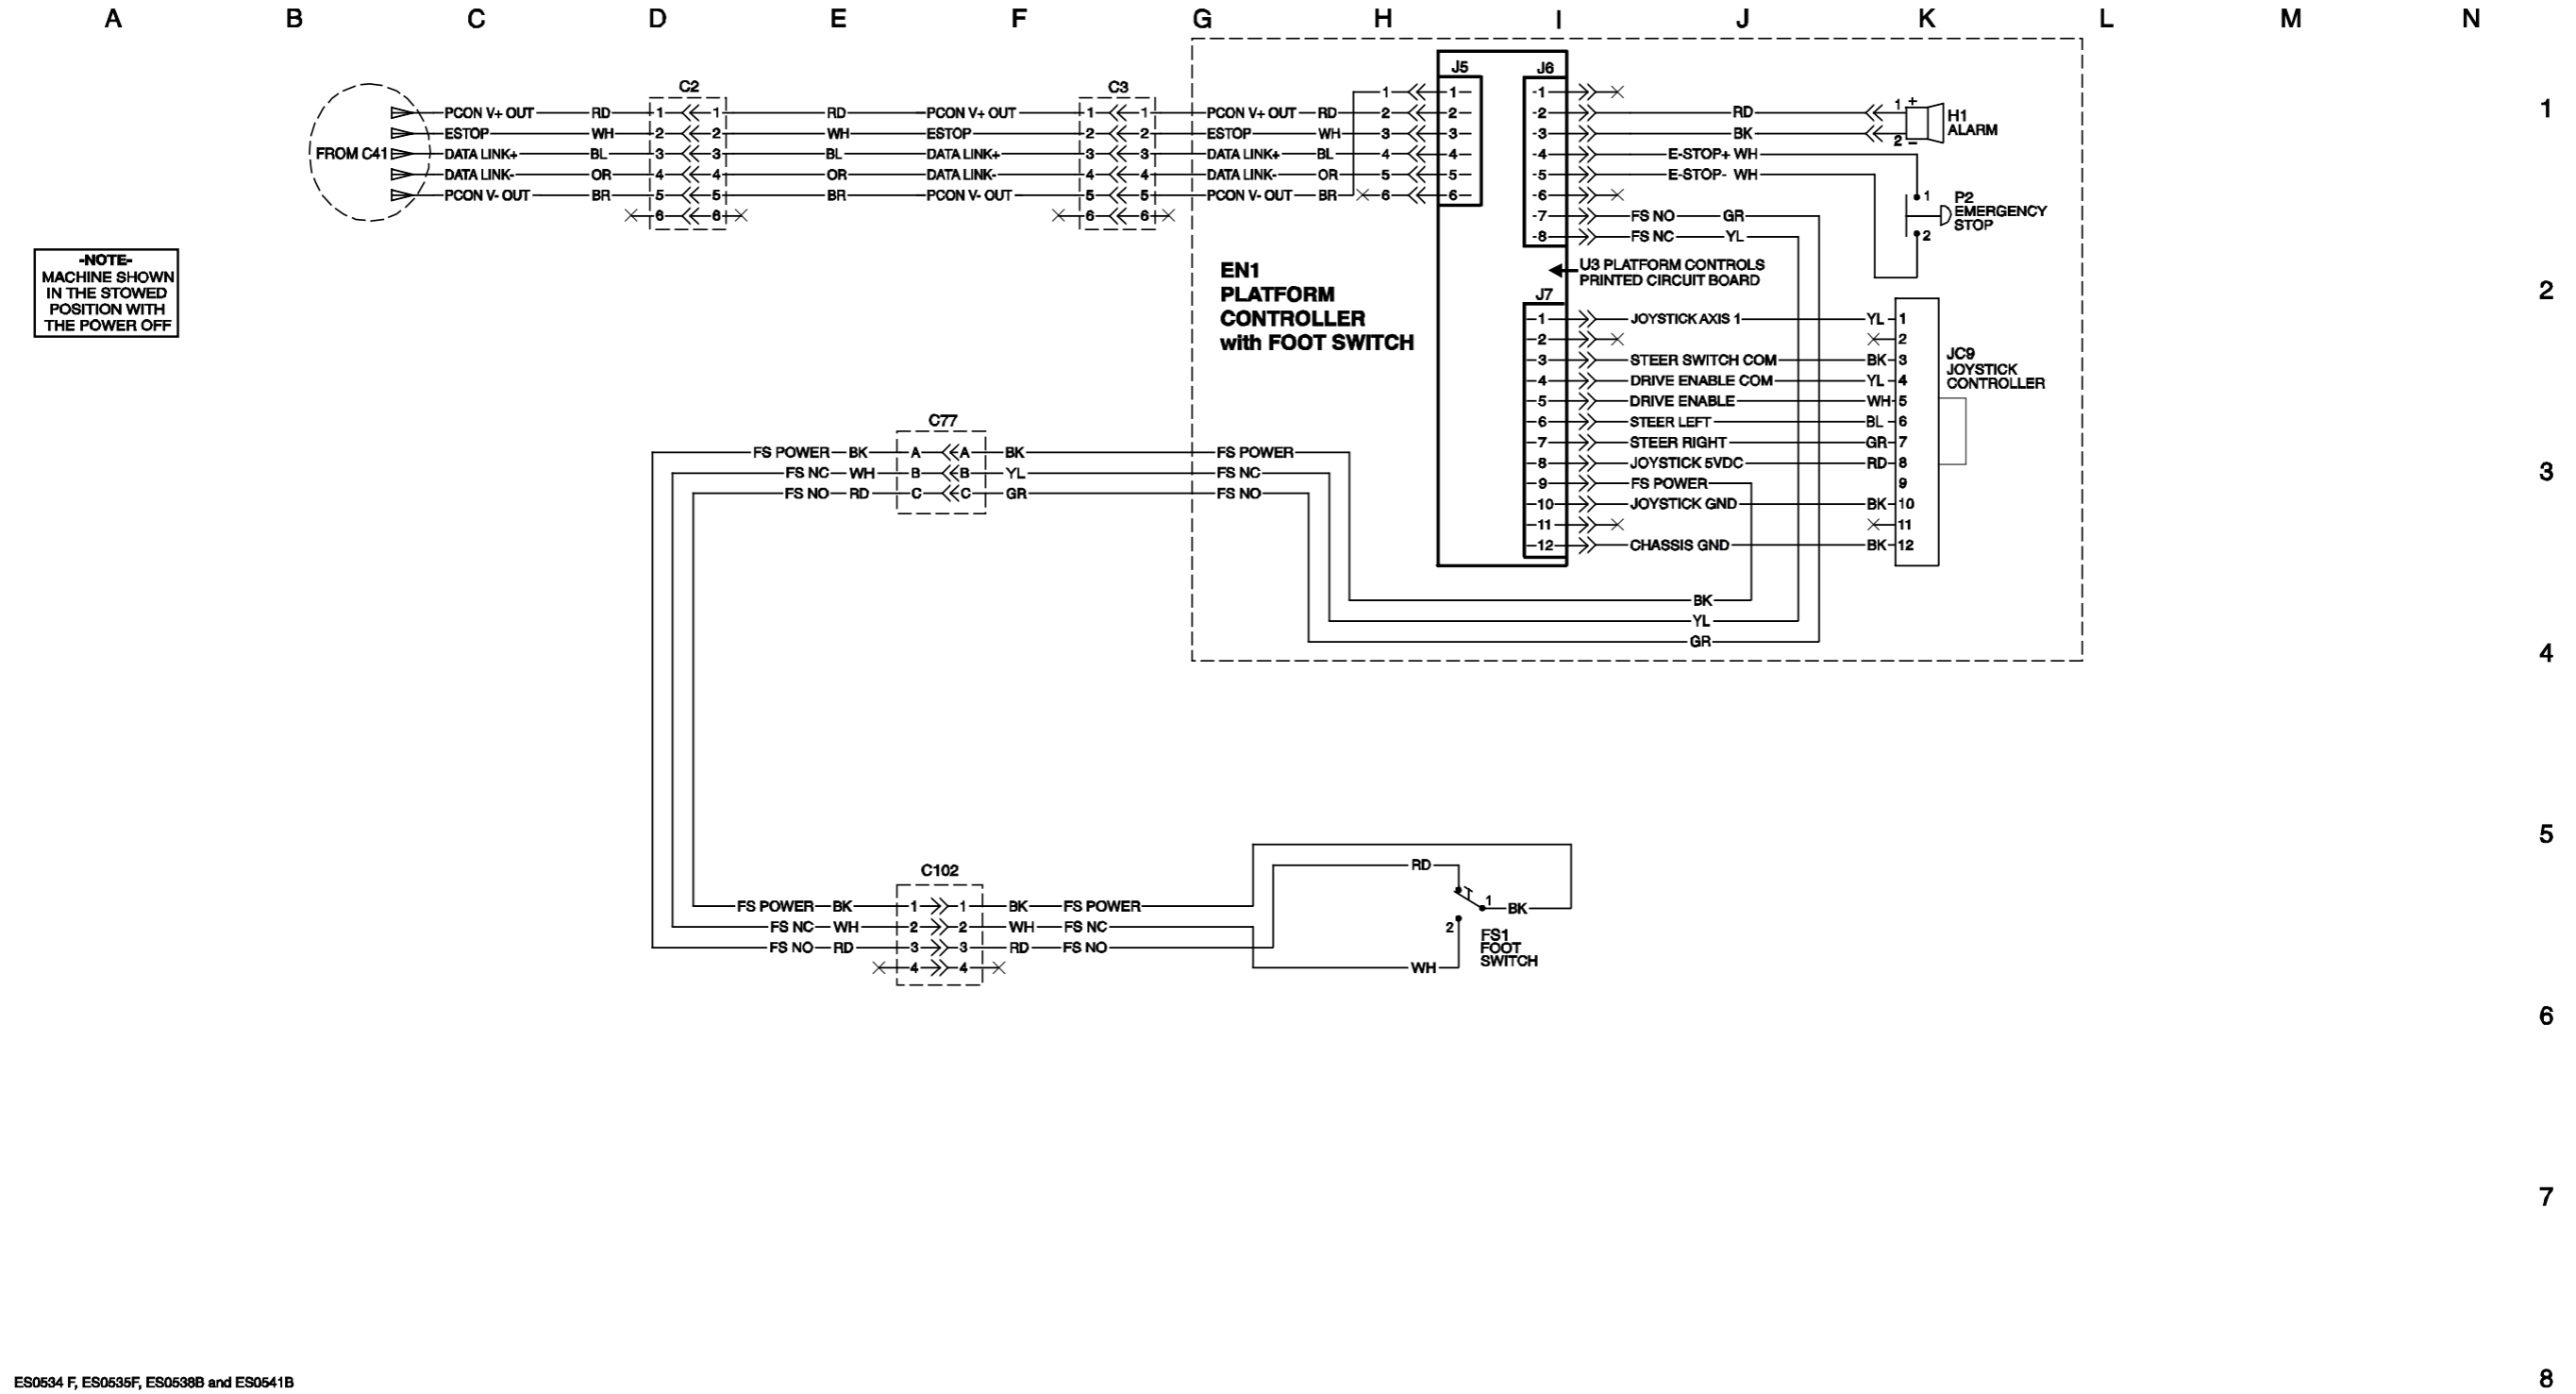 A B C D E F G H I J K L M N
1
2
3
4
5
6
7
8
FROM C41
PCON V+ OUT RD
ESTOP WH
DATA LINK+ BL
DATA LINK- OR
PCON V- OUT BR
C2
1 1
2 2
3 3
4 4
5 5
6 6
RD PCON V+ OUT
WH ESTOP
BL DATA LINK+
OR DATA LINK-
BR PCON V- OUT
C3
1 1
2 2
3 3
4 4
5 5
6 6
PCON V+ OUT RD
ESTOP WH
DATA LINK+ BL
DATA LINK- OR
PCON V- OUT BR
J5
1 1
2 2
3 3
4 4
5 5
6 6
J6
-1
-2 RD 1 +
-3 BK 2 –
-4 E-STOP+ WH
-5 E-STOP- WH
-6
-7 FS NO GR
-8 FS NC YL
H1
ALARM
1
2
P2
EMERGENCY
STOP
-NOTE-
MACHINE SHOWN
IN THE STOWED
POSITION WITH
THE POWER OFF
EN1
PLATFORM
CONTROLLER
with FOOT SWITCH
U3 PLATFORM CONTROLS
PRINTED CIRCUIT BOARD
J7
1 JOYSTICK AXIS 1 YL 1
2 2
3 STEER SWITCH COM BK 3
4 DRIVE ENABLE COM YL 4
5 DRIVE ENABLE WH 5
6 STEER LEFT BL 6
7 STEER RIGHT GR 7
8 JOYSTICK 5VDC RD 8
9 FS POWER 9
10 JOYSTICK GND BK 10
11 11
12 CHASSIS GND BK 12
JC9
JOYSTICK
CONTROLLER
C77
FS POWER BK A A BK FS POWER
FS NC WH B B YL FS NC
FS NO RD C C GR FS NO
BK
YL
GR
C102
FS POWER BK 1 1 BK FS POWER
FS NC WH 2 2 WH FS NC
FS NO RD 3 3 RD FS NO
4 4
RD
1 BK
2
WH
FS1
FOOT
SWITCH
ES0534 F, ES0535F, ES0538B and ES0541B